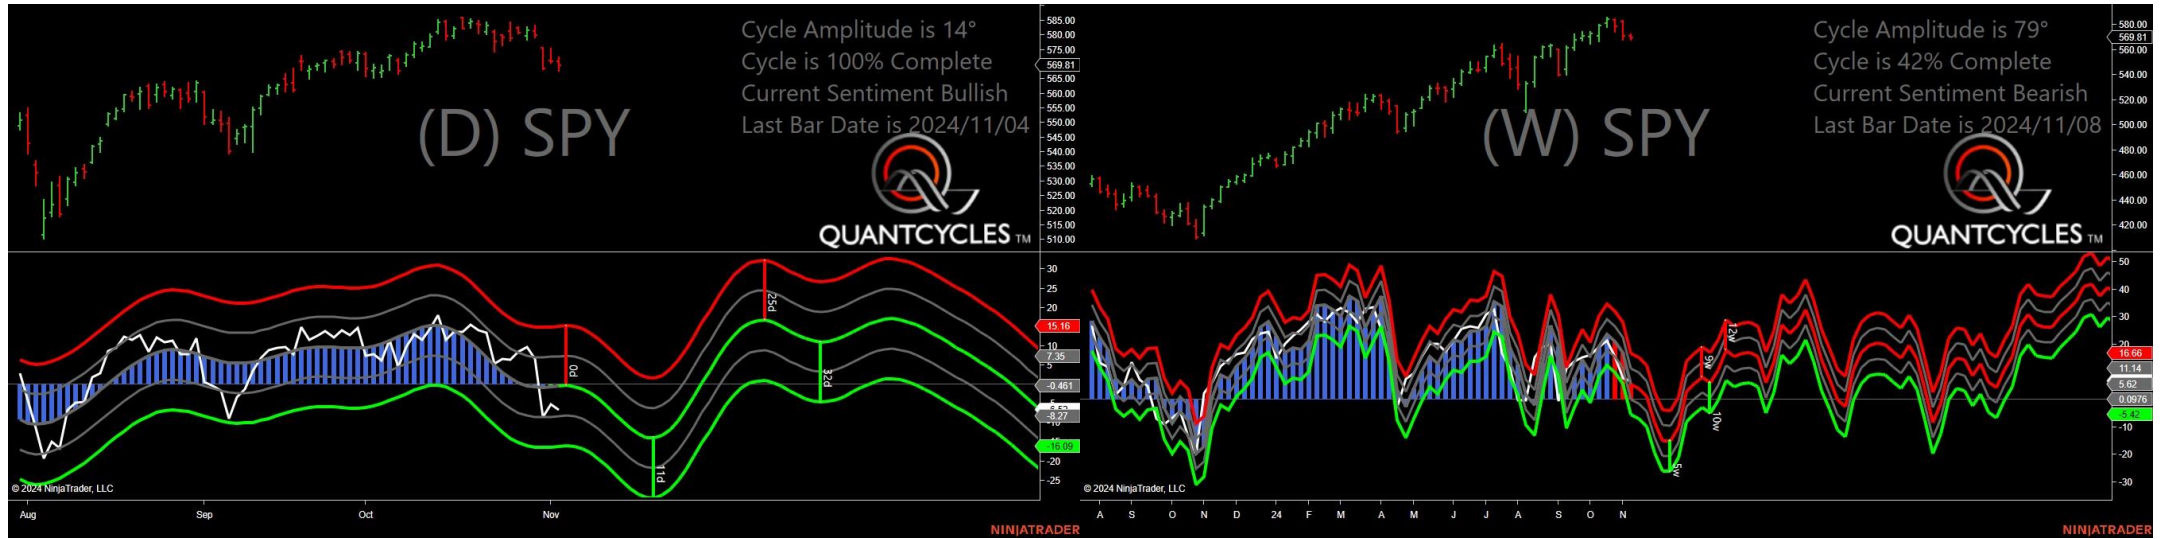 Cycle Amplitude is 14°
Cycle is 100% Complete
Current Sentiment Bullish
Last Bar Date is 2024/11/04
(D) SPY
QUANTCYCLES TM
585.00
580.00
575.00
569.81
565.00
560.00
555.00
550.00
545.00
540.00
535.00
530.00
525.00
520.00
515.00
510.00
30
25
20
15.16
10
7.35
5
-0.461
-8.27
-10
-16.09
-20
-25
0d
11d
25d
32d
© 2024 NinjaTrader, LLC
Aug Sep Oct Nov
NINJATRADER
Cycle Amplitude is 79°
Cycle is 42% Complete
Current Sentiment Bearish
Last Bar Date is 2024/11/08
(W) SPY
QUANTCYCLES TM
580.00
569.81
560.00
540.00
520.00
500.00
480.00
460.00
440.00
420.00
50
40
30
20
16.66
11.14
5.62
0.0976
-5.42
-10
-20
-30
5w
9w
10w
12w
© 2024 NinjaTrader, LLC
A S O N D 24 F M A M J J A S O N
NINJATRADER